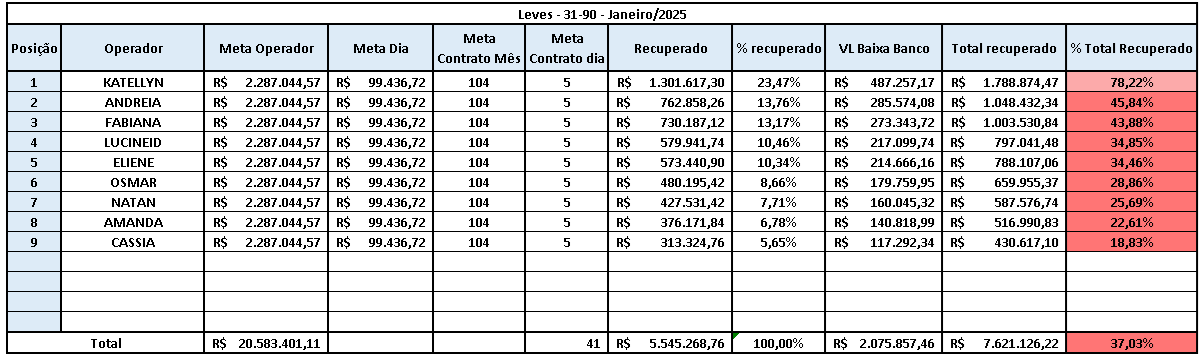 Leves - 31-90 - Janeiro/2025
Posição Operador Meta Operador Meta Dia Meta Contrato Mês Meta Contrato dia Recuperado % recuperado VL Baixa Banco Total recuperado % Total Recuperado
1 KATELLYN R$ 2.287.044,57 R$ 99.436,72 104 5 R$ 1.301.617,30 23,47% R$ 487.257,17 R$ 1.788.874,47 78,22%
2 ANDREIA R$ 2.287.044,57 R$ 99.436,72 104 5 R$ 762.858,26 13,76% R$ 285.574,08 R$ 1.048.432,34 45,84%
3 FABIANA R$ 2.287.044,57 R$ 99.436,72 104 5 R$ 730.187,12 13,17% R$ 273.343,72 R$ 1.003.530,84 43,88%
4 LUCINEID R$ 2.287.044,57 R$ 99.436,72 104 5 R$ 579.941,74 10,46% R$ 217.099,74 R$ 797.041,48 34,85%
5 ELIENE R$ 2.287.044,57 R$ 99.436,72 104 5 R$ 573.440,90 10,34% R$ 214.666,16 R$ 788.107,06 34,46%
6 OSMAR R$ 2.287.044,57 R$ 99.436,72 104 5 R$ 480.195,42 8,66% R$ 179.759,95 R$ 659.955,37 28,86%
7 NATAN R$ 2.287.044,57 R$ 99.436,72 104 5 R$ 427.531,42 7,71% R$ 160.045,32 R$ 587.576,74 25,69%
8 AMANDA R$ 2.287.044,57 R$ 99.436,72 104 5 R$ 376.171,84 6,78% R$ 140.818,99 R$ 516.990,83 22,61%
9 CASSIA R$ 2.287.044,57 R$ 99.436,72 104 5 R$ 313.324,76 5,65% R$ 117.292,34 R$ 430.617,10 18,83%
Total R$ 20.583.401,11 41 R$ 5.545.268,76 100,00% R$ 2.075.857,46 R$ 7.621.126,22 37,03%